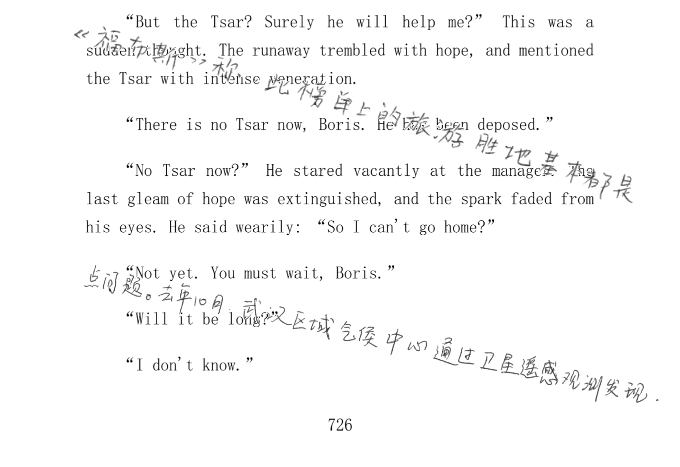 “But the Tsar? Surely he will help me?” This was a
sudden thought. The runaway trembled with hope, and mentioned
the Tsar with intense veneration.
《福布斯》称，此榜单上的旅游胜地基本都是
“There is no Tsar now, Boris. He has been deposed.”
“No Tsar now?” He stared vacantly at the manager. The
last gleam of hope was extinguished, and the spark faded from
his eyes. He said wearily: “So I can't go home?”
“Not yet. You must wait, Boris.”
点问题。去年10月，武汉区域气候中心通过卫星遥感观测发现.
“Will it be long?”
“I don't know.”
726